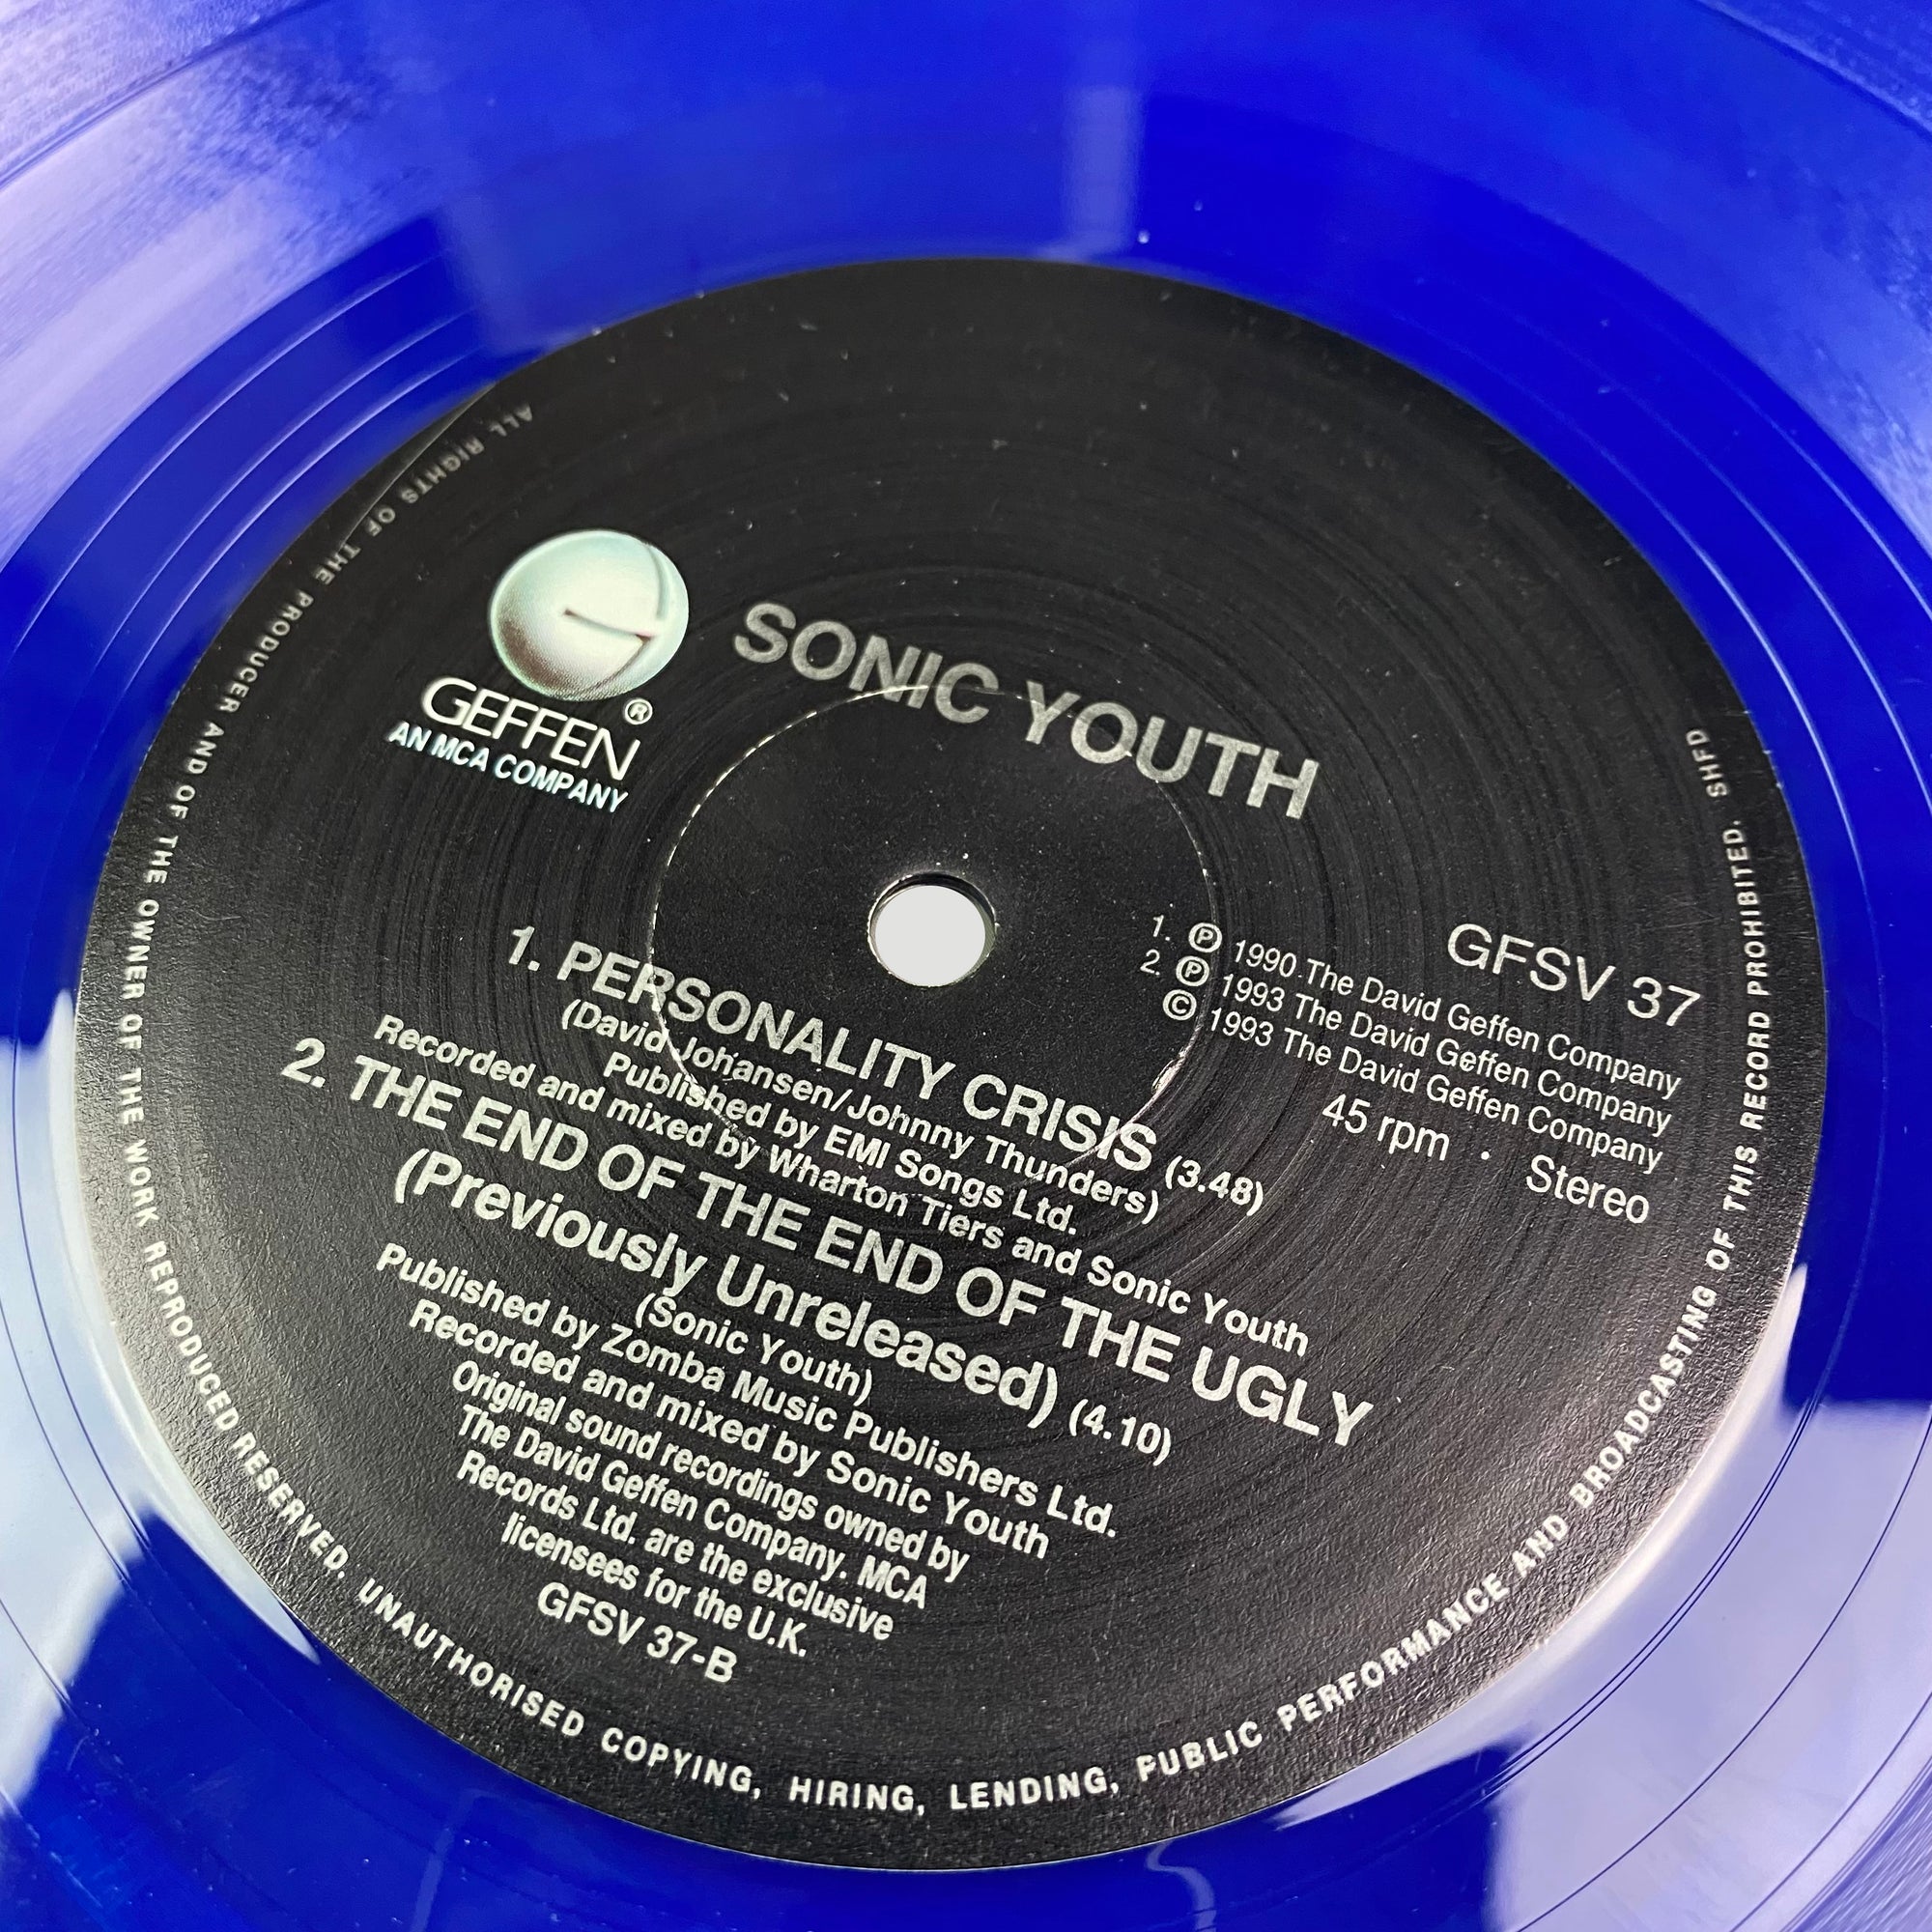 SONIC YOUTH
GEFFEN®
AN MCA COMPANY
GFSV 37
1. Ⓟ 1990 The David Geffen Company
2. Ⓟ 1993 The David Geffen Company
© 1993 The David Geffen Company
45 rpm · Stereo
1. PERSONALITY CRISIS (3.48)
(David Johansen/Johnny Thunders)
Published by EMI Songs Ltd.
Recorded and mixed by Wharton Tiers and Sonic Youth
2. THE END OF THE END OF THE UGLY
(Previously Unreleased) (4.10)
(Sonic Youth)
Published by Zomba Music Publishers Ltd.
Recorded and mixed by Sonic Youth
Original sound recordings owned by
The David Geffen Company. MCA
Records Ltd. are the exclusive
licensees for the U.K.
GFSV 37-B
ALL RIGHTS OF THE PRODUCER AND OF THE OWNER OF THE WORK REPRODUCED RESERVED. UNAUTHORISED COPYING, HIRING, LENDING, PUBLIC PERFORMANCE AND BROADCASTING OF THIS RECORD PROHIBITED. SHFD